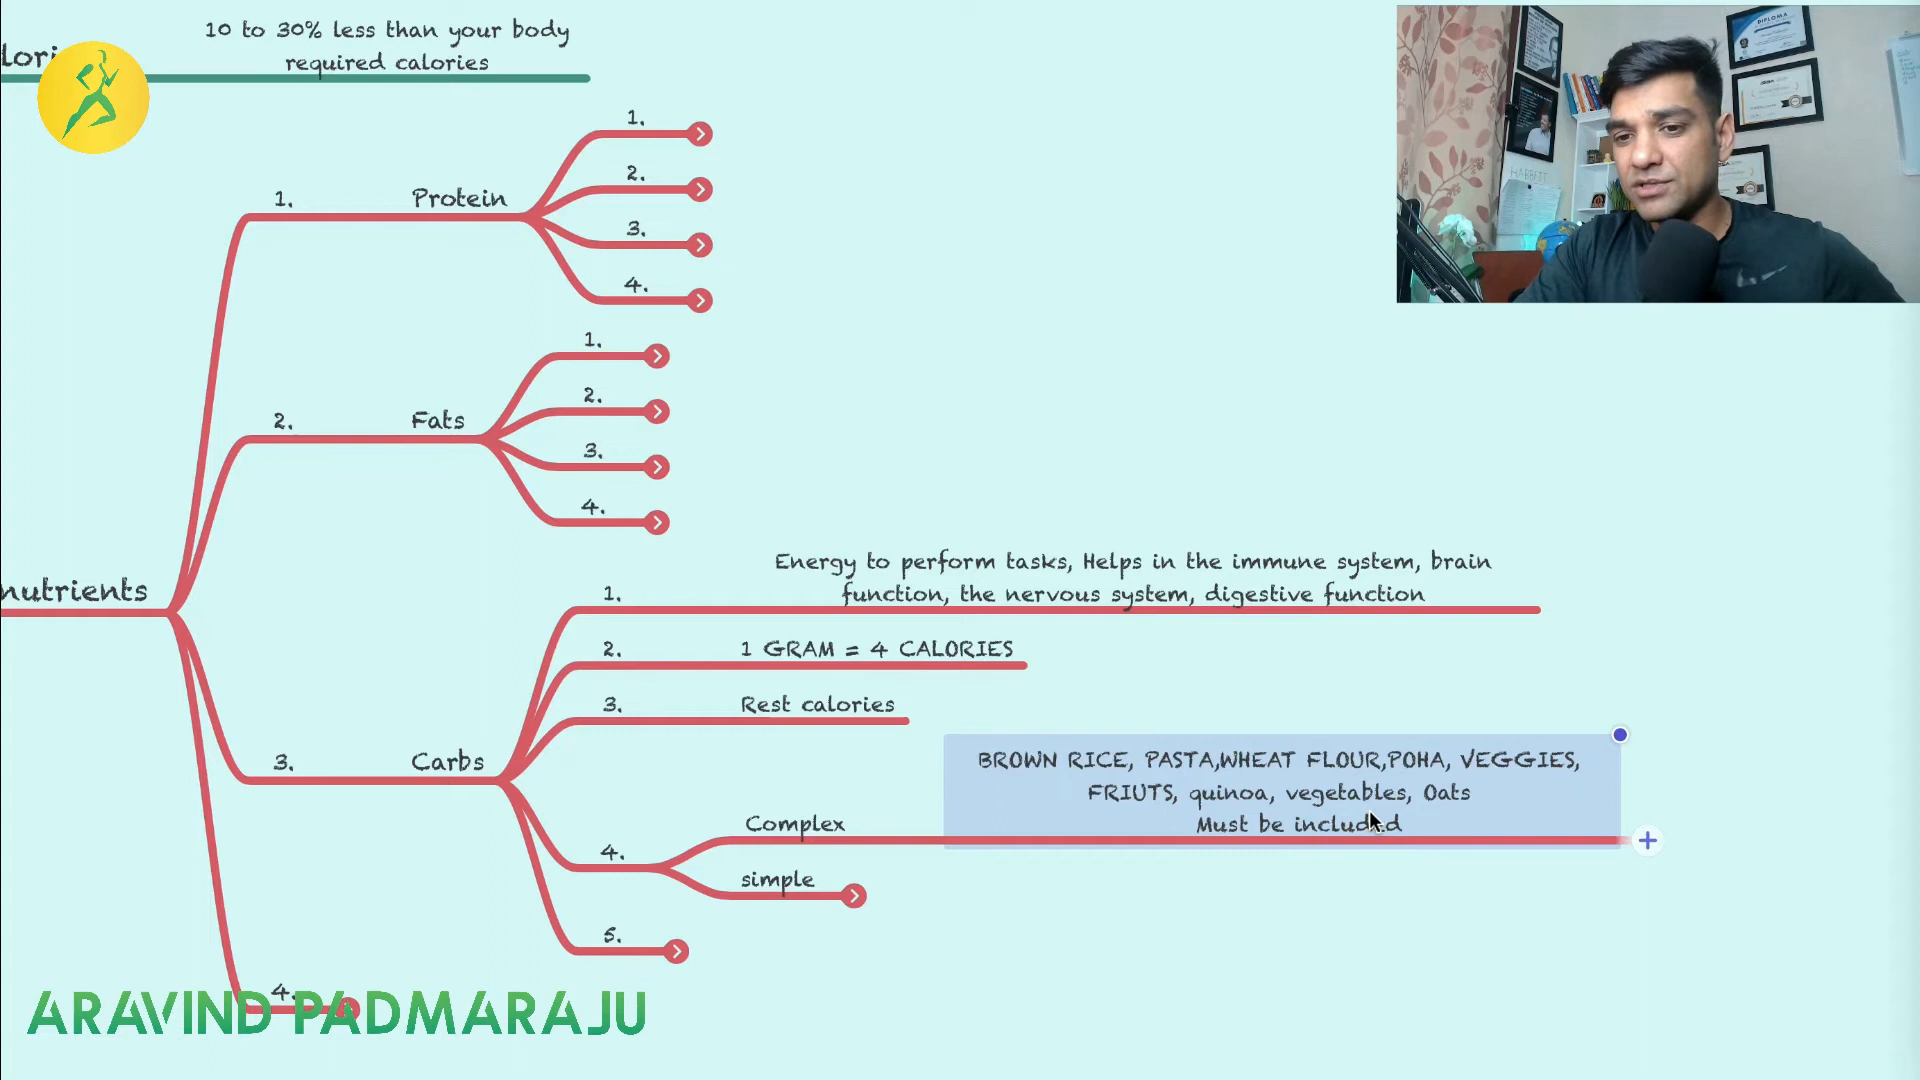 lori
10 to 30% less than your body
required calories
1.
2.
1. Protein
3.
4.
1.
2.
2. Fats
3.
4.
nutrients
Energy to perform tasks, Helps in the immune system, brain
1. function, the nervous system, digestive function
2. 1 GRAM = 4 CALORIES
3. Rest calories
3. Carbs
BROWN RICE, PASTA,WHEAT FLOUR,POHA, VEGGIES,
FRIUTS, quinoa, vegetables, Oats
Complex Must be included
4.
simple
5.
4.
ARAVIND PADMARAJU
DIPLOMA
HABBFIT